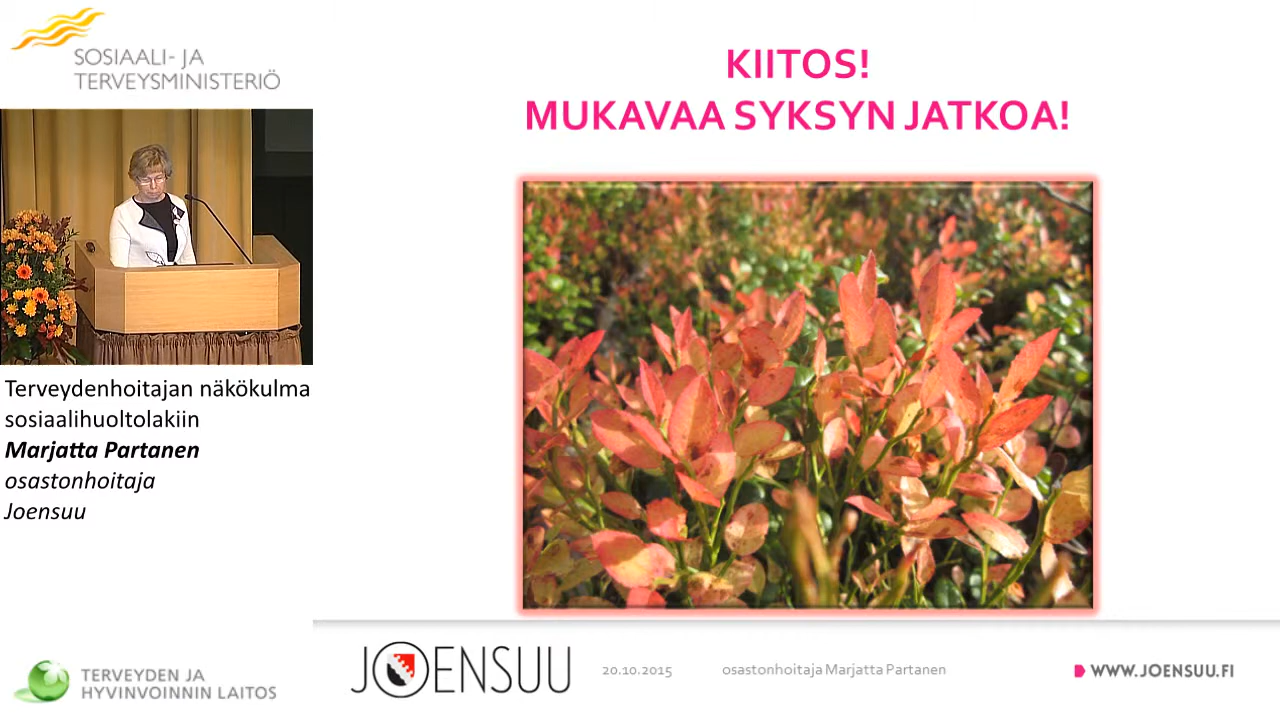 SOSIAALI- JA
TERVEYSMINISTERIÖ
KIITOS!
MUKAVAA SYKSYN JATKOA!
Terveydenhoitajan näkökulma
sosiaalihuoltolakiin
Marjatta Partanen
osastonhoitaja
Joensuu
TERVEYDEN JA
HYVINVOINNIN LAITOS
JOENSUU
20.10.2015
osastonhoitaja Marjatta Partanen
WWW.JOENSUU.FI